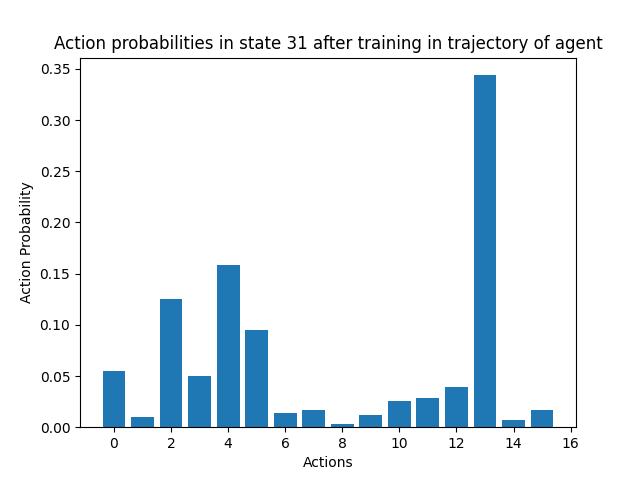 Action probabilities in state 31 after training in trajectory of agent
0.35
0.30
0.25
0.20
0.15
0.10
0.05
0.00
Action Probability
0 2 4 6 8 10 12 14 16
Actions